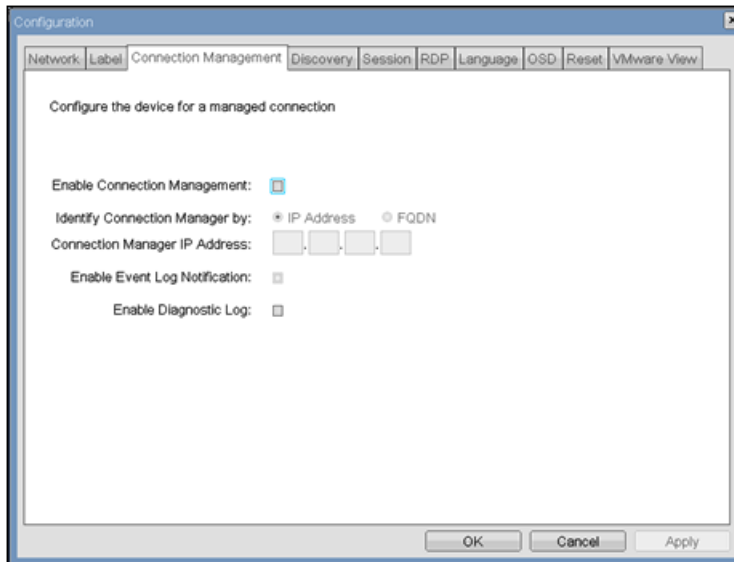 Configuration
Network Label Connection Management Discovery Session RDP Language OSD Reset VMware View
Configure the device for a managed connection
Enable Connection Management:
Identify Connection Manager by: IP Address FQDN
Connection Manager IP Address: . . .
Enable Event Log Notification:
Enable Diagnostic Log:
OK Cancel Apply